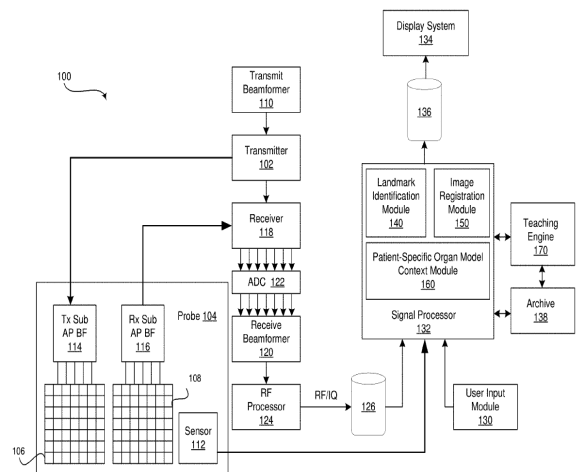 Display System
134
136
100
Transmit
Beamformer
110
Transmitter
102
Receiver
118
ADC 122
Receive
Beamformer
120
RF
Processor
124
RF/IQ
126
Landmark
Identification
Module
140
Image
Registration
Module
150
Patient-Specific Organ Model
Context Module
160
Signal Processor
132
Teaching
Engine
170
Archive
138
User Input
Module
130
Probe 104
Tx Sub
AP BF
114
Rx Sub
AP BF
116
108
106
Sensor
112